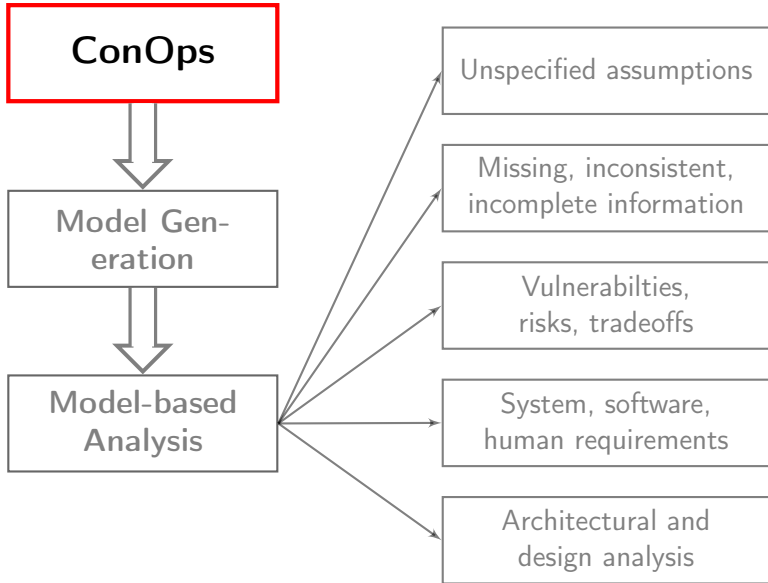 ConOps
Model Gen-
eration
Model-based
Analysis
Unspecified assumptions
Missing, inconsistent,
incomplete information
Vulnerabilties,
risks, tradeoffs
System, software,
human requirements
Architectural and
design analysis